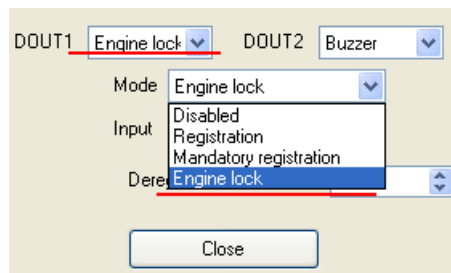 DOUT1 Engine lock DOUT2 Buzzer
Mode Engine lock
Disabled
Input Registration
Mandatory registration
Engine lock
Close